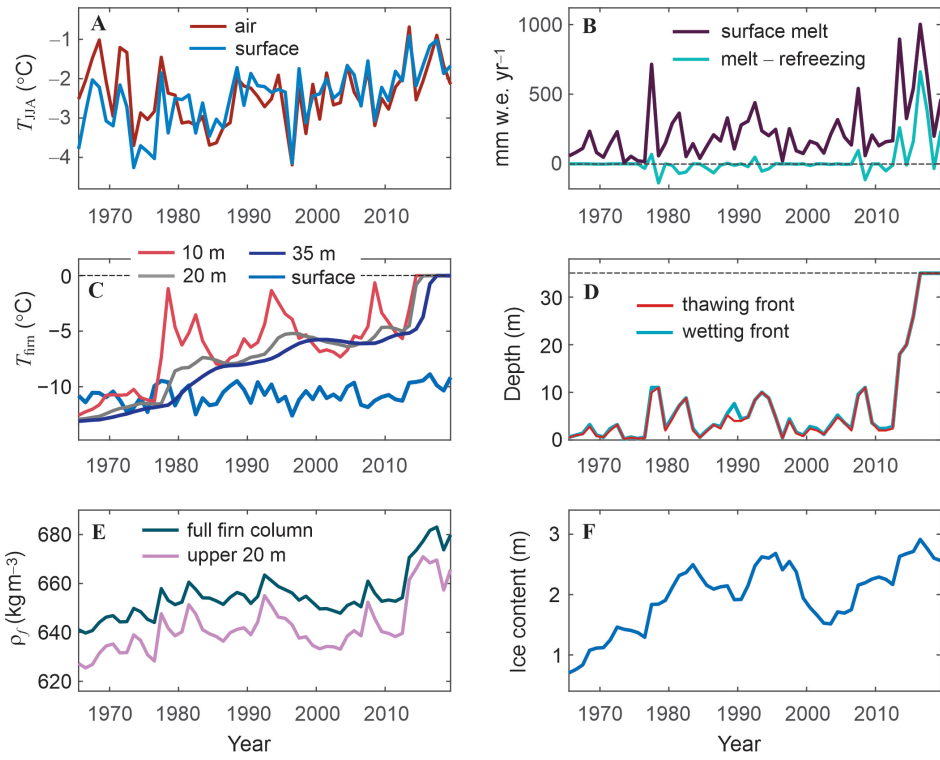 A
air
surface
−1
−2
−3
−4
T_JJA (°C)
1970 1980 1990 2000 2010
B
surface melt
melt – refreezing
1000
500
0
mm w.e. yr⁻¹
1970 1980 1990 2000 2010
C
10 m 35 m
20 m surface
0
−5
−10
T_firn (°C)
1970 1980 1990 2000 2010
D
thawing front
wetting front
30
20
10
0
Depth (m)
1970 1980 1990 2000 2010
E
full firn column
upper 20 m
680
660
640
620
ρ_f (kg m−3)
1970 1980 1990 2000 2010
Year
F
3
2
1
Ice content (m)
1970 1980 1990 2000 2010
Year